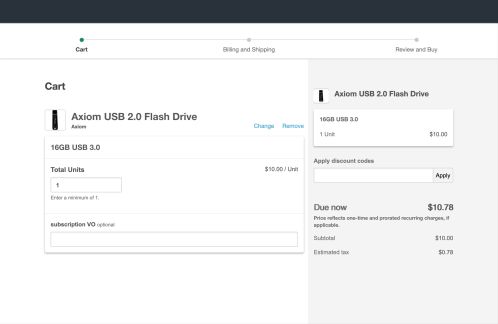 Cart
Billing and Shipping
Review and Buy
Cart
Axiom USB 2.0 Flash Drive
Axiom
Change
Remove
16GB USB 3.0
Total Units
$10.00 / Unit
1
Enter a minimum of 1.
subscription VO optional
Axiom USB 2.0 Flash Drive
16GB USB 3.0
1 Unit
$10.00
Apply discount codes
Apply
Due now
$10.78
Price reflects one-time and prorated recurring charges, if
applicable.
Subtotal
$10.00
Estimated tax
$0.78